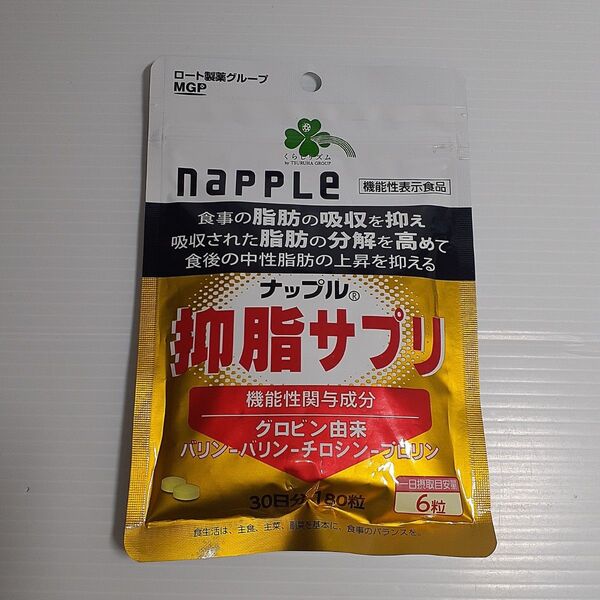 ロート製薬グループ
MGP
くらしリズム
by TSURUHA GROUP
naPPLe
機能性表示食品
食事の脂肪の吸収を抑え
吸収された脂肪の分解を高めて
食後の中性脂肪の上昇を抑える
ナップル®
抑脂サプリ
機能性関与成分
グロビン由来
バリン-バリン-チロシン-プロリン
30日分 180粒
一日摂取目安量
6粒
食生活は、主食、主菜、副菜を基本に、食事のバランスを。